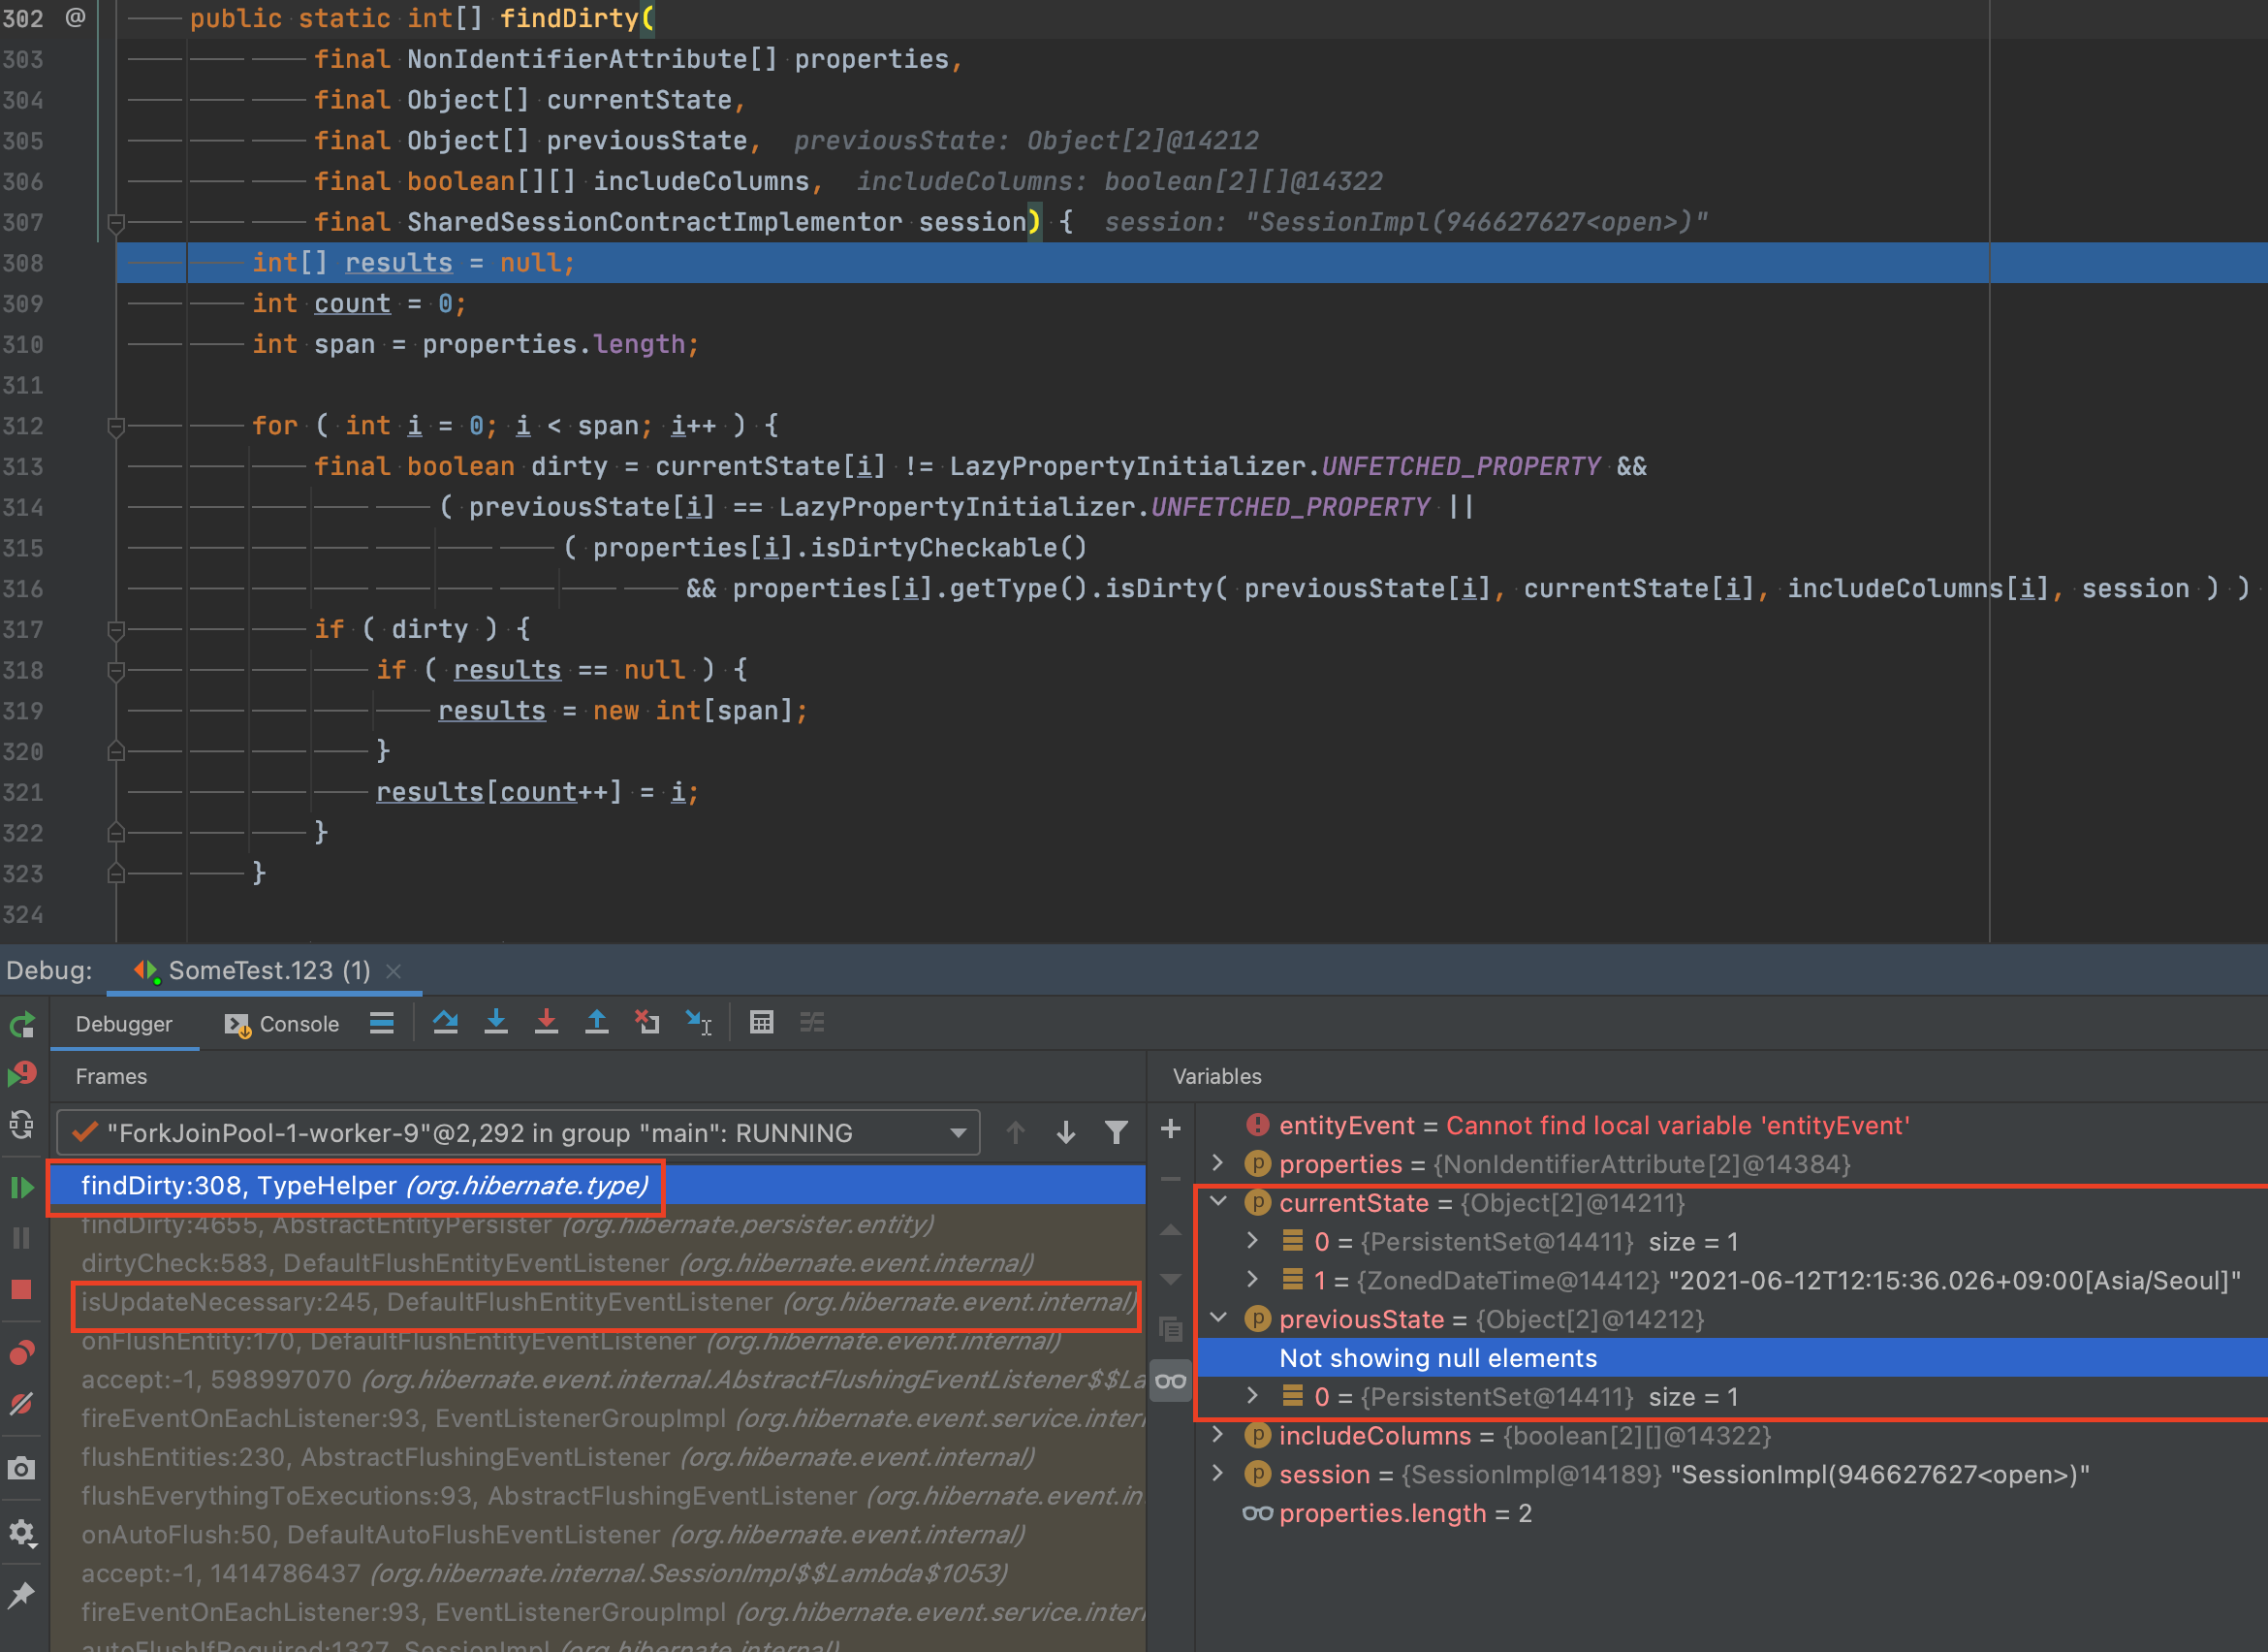 302 @ public static int[] findDirty(
303 final NonIdentifierAttribute[] properties,
304 final Object[] currentState,
305 final Object[] previousState, previousState: Object[2]@14212
306 final boolean[][] includeColumns, includeColumns: boolean[2][]@14322
307 final SharedSessionContractImplementor session) { session: "SessionImpl(946627627<open>)"
308 int[] results = null;
309 int count = 0;
310 int span = properties.length;
311
312 for ( int i = 0; i < span; i++ ) {
313 final boolean dirty = currentState[i] != LazyPropertyInitializer.UNFETCHED_PROPERTY &&
314 ( previousState[i] == LazyPropertyInitializer.UNFETCHED_PROPERTY ||
315 ( properties[i].isDirtyCheckable()
316 && properties[i].getType().isDirty( previousState[i], currentState[i], includeColumns[i], session ) )
317 if ( dirty ) {
318 if ( results == null ) {
319 results = new int[span];
320 }
321 results[count++] = i;
322 }
323 }
324
Debug: SomeTest.123 (1)
Debugger Console
Frames
"ForkJoinPool-1-worker-9"@2,292 in group "main": RUNNING
findDirty:308, TypeHelper (org.hibernate.type)
findDirty:4655, AbstractEntityPersister (org.hibernate.persister.entity)
dirtyCheck:583, DefaultFlushEntityEventListener (org.hibernate.event.internal)
isUpdateNecessary:245, DefaultFlushEntityEventListener (org.hibernate.event.internal)
onFlushEntity:170, DefaultFlushEntityEventListener (org.hibernate.event.internal)
accept:-1, 598997070 (org.hibernate.event.internal.AbstractFlushingEventListener$$La
fireEventOnEachListener:93, EventListenerGroupImpl (org.hibernate.event.service.interr
flushEntities:230, AbstractFlushingEventListener (org.hibernate.event.internal)
flushEverythingToExecutions:93, AbstractFlushingEventListener (org.hibernate.event.in
onAutoFlush:50, DefaultAutoFlushEventListener (org.hibernate.event.internal)
accept:-1, 1414786437 (org.hibernate.internal.SessionImpl$$Lambda$1053)
fireEventOnEachListener:93, EventListenerGroupImpl (org.hibernate.event.service.interr
autoFlushIfRequired:1327, SessionImpl (org.hibernate.internal)
Variables
entityEvent = Cannot find local variable 'entityEvent'
properties = {NonIdentifierAttribute[2]@14384}
currentState = {Object[2]@14211}
0 = {PersistentSet@14411} size = 1
1 = {ZonedDateTime@14412} "2021-06-12T12:15:36.026+09:00[Asia/Seoul]"
previousState = {Object[2]@14212}
Not showing null elements
0 = {PersistentSet@14411} size = 1
includeColumns = {boolean[2][]@14322}
session = {SessionImpl@14189} "SessionImpl(946627627<open>)"
properties.length = 2